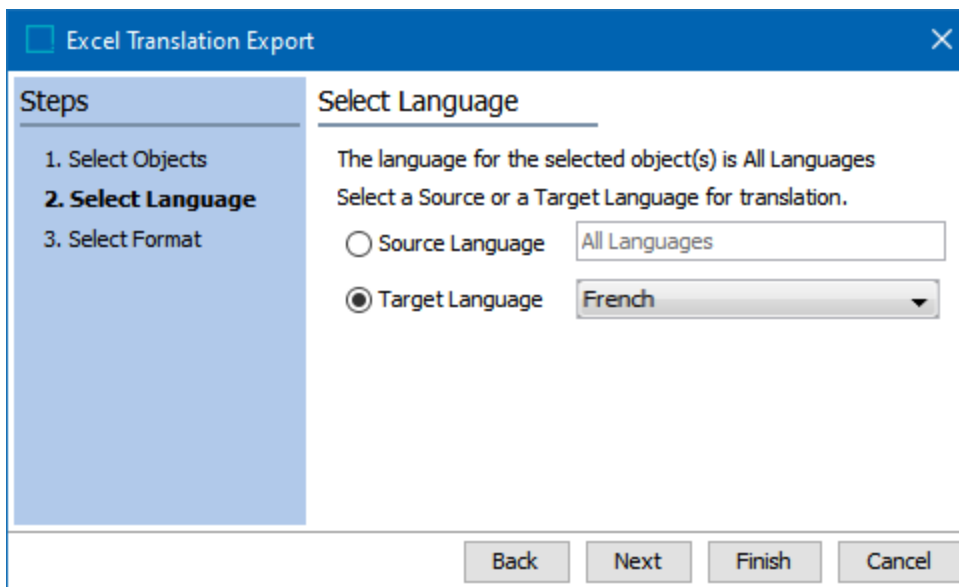 Excel Translation Export
Steps
1. Select Objects
2. Select Language
3. Select Format
Select Language
The language for the selected object(s) is All Languages
Select a Source or a Target Language for translation.
Source Language All Languages
Target Language French
Back Next Finish Cancel